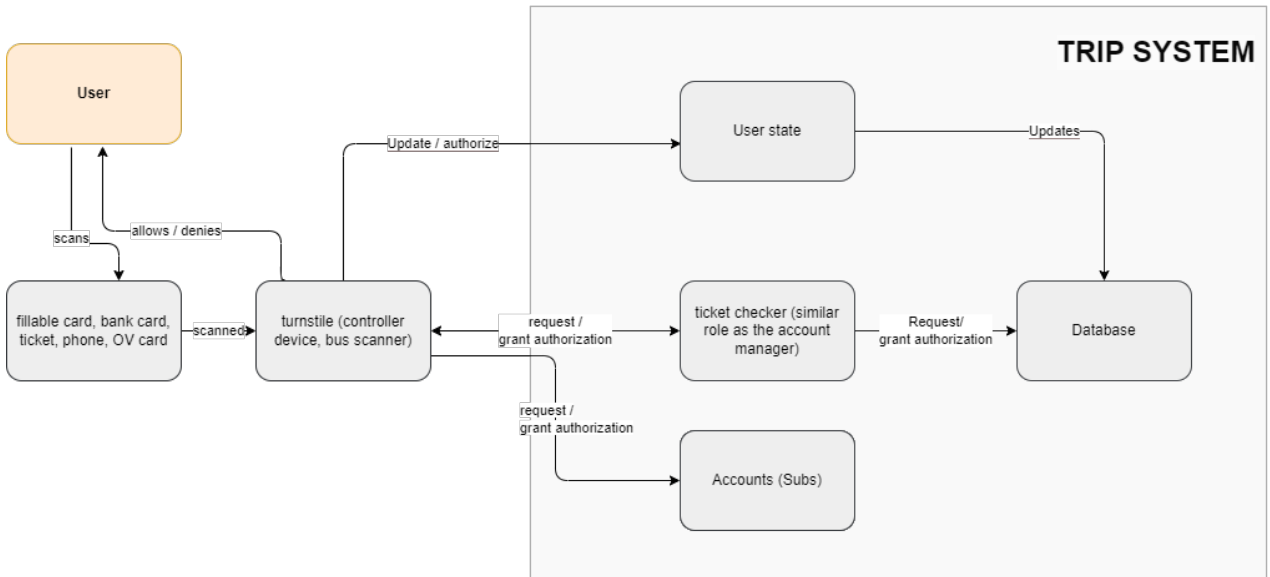 TRIP SYSTEM
User
User state
Update / authorize
Updates
allows / denies
scans
fillable card, bank card,
ticket, phone, OV card
scanned
turnstile (controller
device, bus scanner)
request /
grant authorization
ticket checker (similar
role as the account
manager)
Request/
grant authorization
Database
request /
grant authorization
Accounts (Subs)